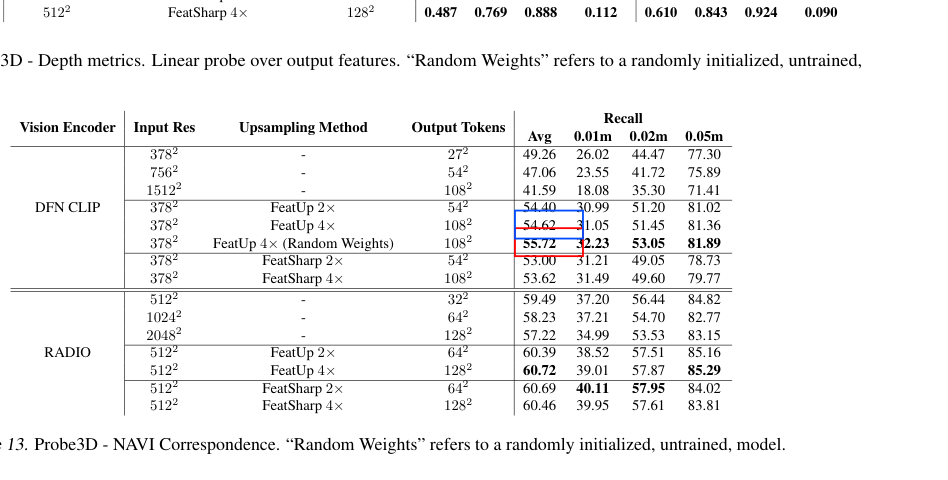 512² FeatSharp 4× 128² 0.487 0.769 0.888 0.112 0.610 0.843 0.924 0.090
3D - Depth metrics. Linear probe over output features. “Random Weights” refers to a randomly initialized, untrained,
Vision Encoder Input Res Upsampling Method Output Tokens Recall
Avg 0.01m 0.02m 0.05m
378² - 27² 49.26 26.02 44.47 77.30
756² - 54² 47.06 23.55 41.72 75.89
1512² - 108² 41.59 18.08 35.30 71.41
DFN CLIP 378² FeatUp 2× 54² 54.40 30.99 51.20 81.02
378² FeatUp 4× 108² 54.62 31.05 51.45 81.36
378² FeatUp 4× (Random Weights) 108² 55.72 32.23 53.05 81.89
378² FeatSharp 2× 54² 53.00 31.21 49.05 78.73
378² FeatSharp 4× 108² 53.62 31.49 49.60 79.77
512² - 32² 59.49 37.20 56.44 84.82
1024² - 64² 58.23 37.21 54.70 82.77
2048² - 128² 57.22 34.99 53.53 83.15
RADIO 512² FeatUp 2× 64² 60.39 38.52 57.51 85.16
512² FeatUp 4× 128² 60.72 39.01 57.87 85.29
512² FeatSharp 2× 64² 60.69 40.11 57.95 84.02
512² FeatSharp 4× 128² 60.46 39.95 57.61 83.81
13. Probe3D - NAVI Correspondence. “Random Weights” refers to a randomly initialized, untrained, model.